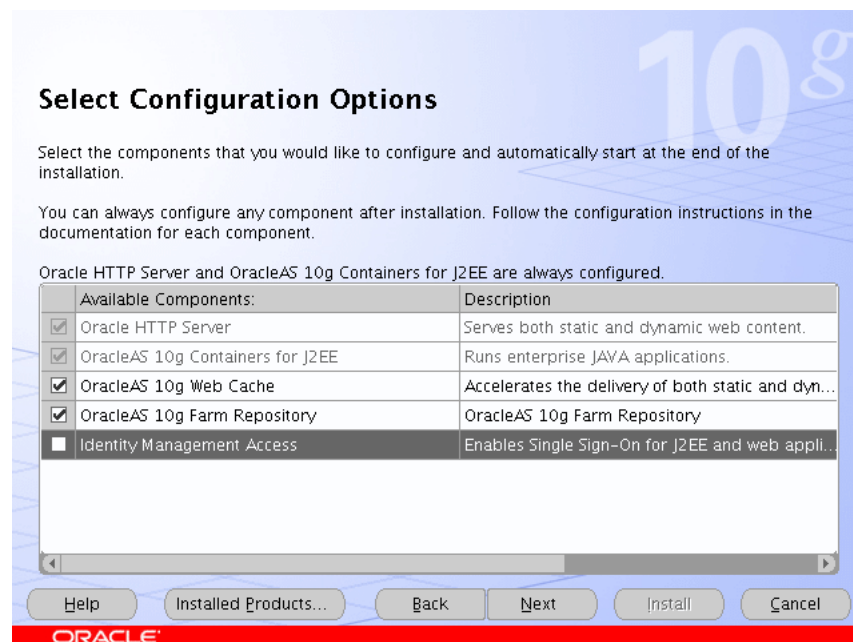 10g
Select Configuration Options
Select the components that you would like to configure and automatically start at the end of the
installation.
You can always configure any component after installation. Follow the configuration instructions in the
documentation for each component.
Oracle HTTP Server and OracleAS 10g Containers for J2EE are always configured.
Available Components: Description
Oracle HTTP Server Serves both static and dynamic web content.
OracleAS 10g Containers for J2EE Runs enterprise JAVA applications.
OracleAS 10g Web Cache Accelerates the delivery of both static and dyn...
OracleAS 10g Farm Repository OracleAS 10g Farm Repository
Identity Management Access Enables Single Sign-On for J2EE and web appli...
Help Installed Products... Back Next Install Cancel
ORACLE